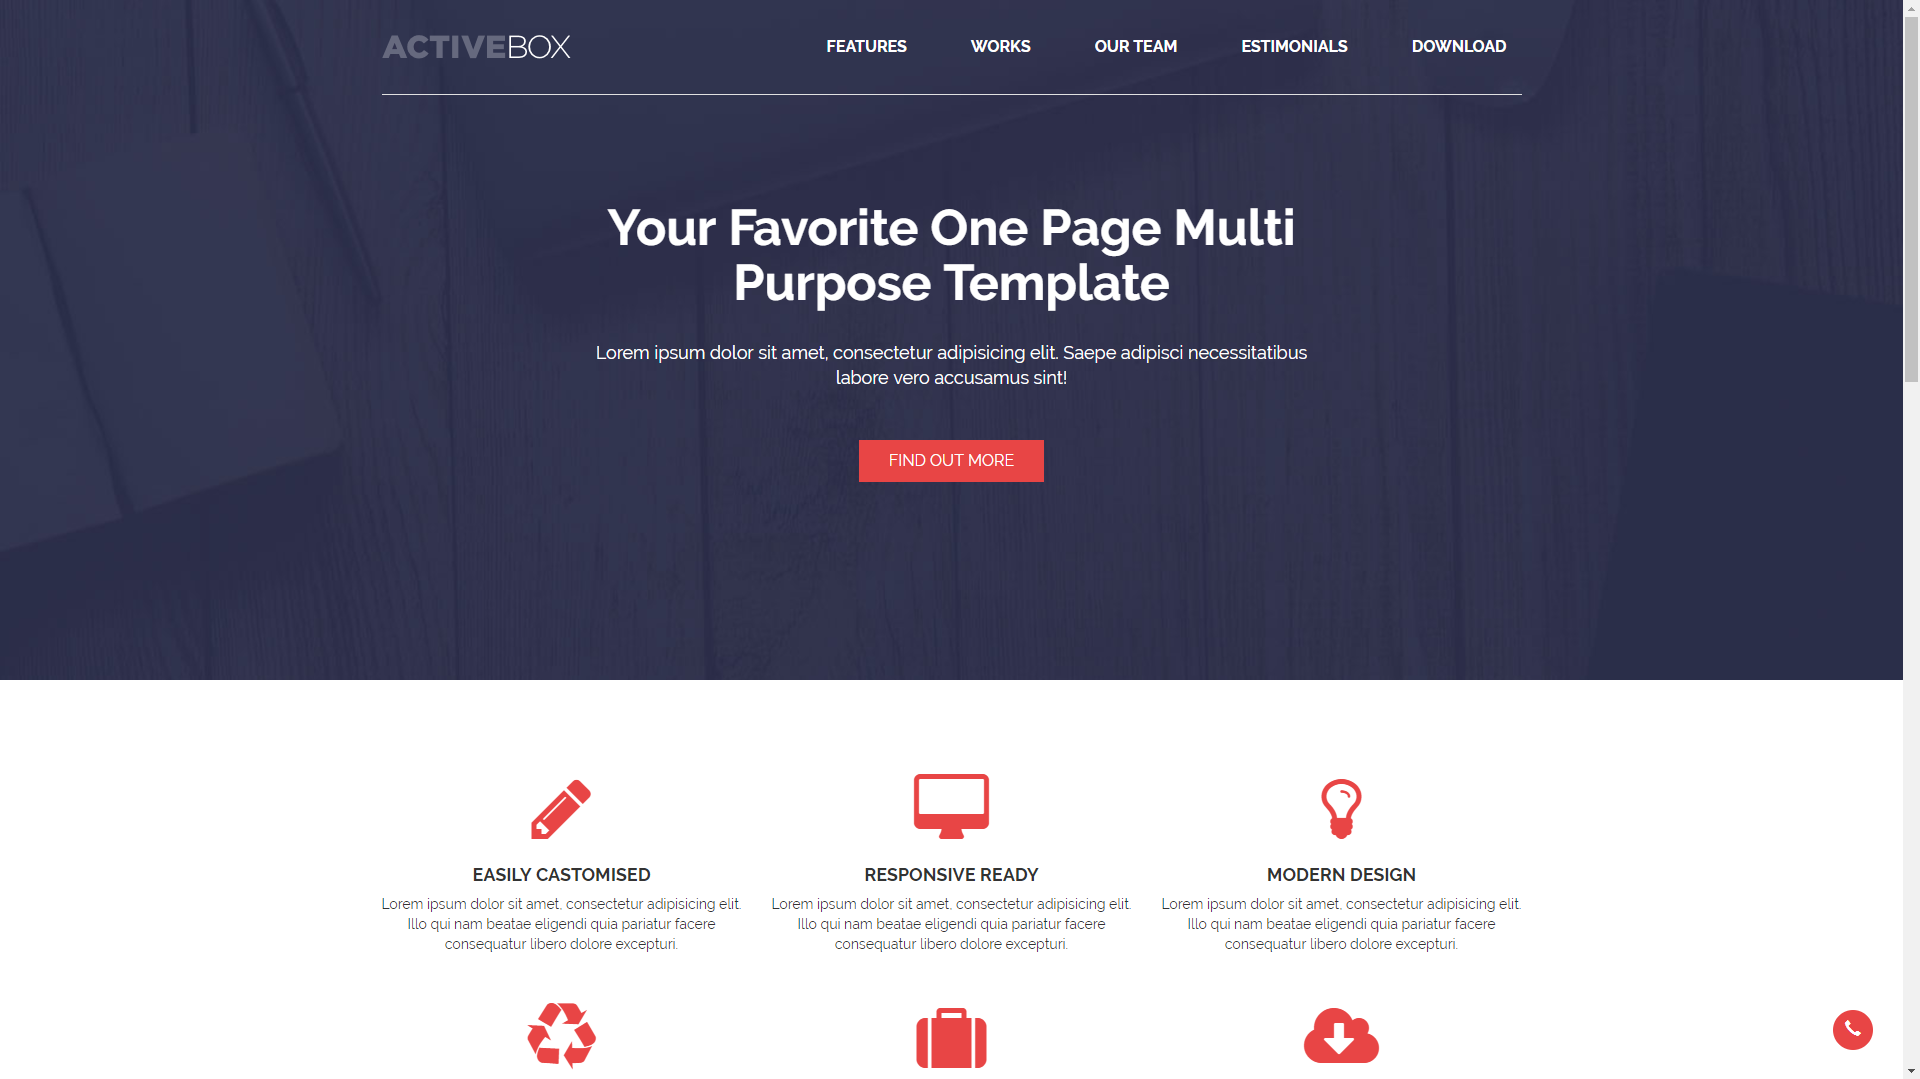 ACTIVEBOX
FEATURES WORKS OUR TEAM ESTIMONIALS DOWNLOAD
Your Favorite One Page Multi
Purpose Template
Lorem ipsum dolor sit amet, consectetur adipisicing elit. Saepe adipisci necessitatibus
labore vero accusamus sint!
FIND OUT MORE
EASILY CASTOMISED
Lorem ipsum dolor sit amet, consectetur adipisicing elit.
Illo qui nam beatae eligendi quia pariatur facere
consequatur libero dolore excepturi.
RESPONSIVE READY
Lorem ipsum dolor sit amet, consectetur adipisicing elit.
Illo qui nam beatae eligendi quia pariatur facere
consequatur libero dolore excepturi.
MODERN DESIGN
Lorem ipsum dolor sit amet, consectetur adipisicing elit.
Illo qui nam beatae eligendi quia pariatur facere
consequatur libero dolore excepturi.